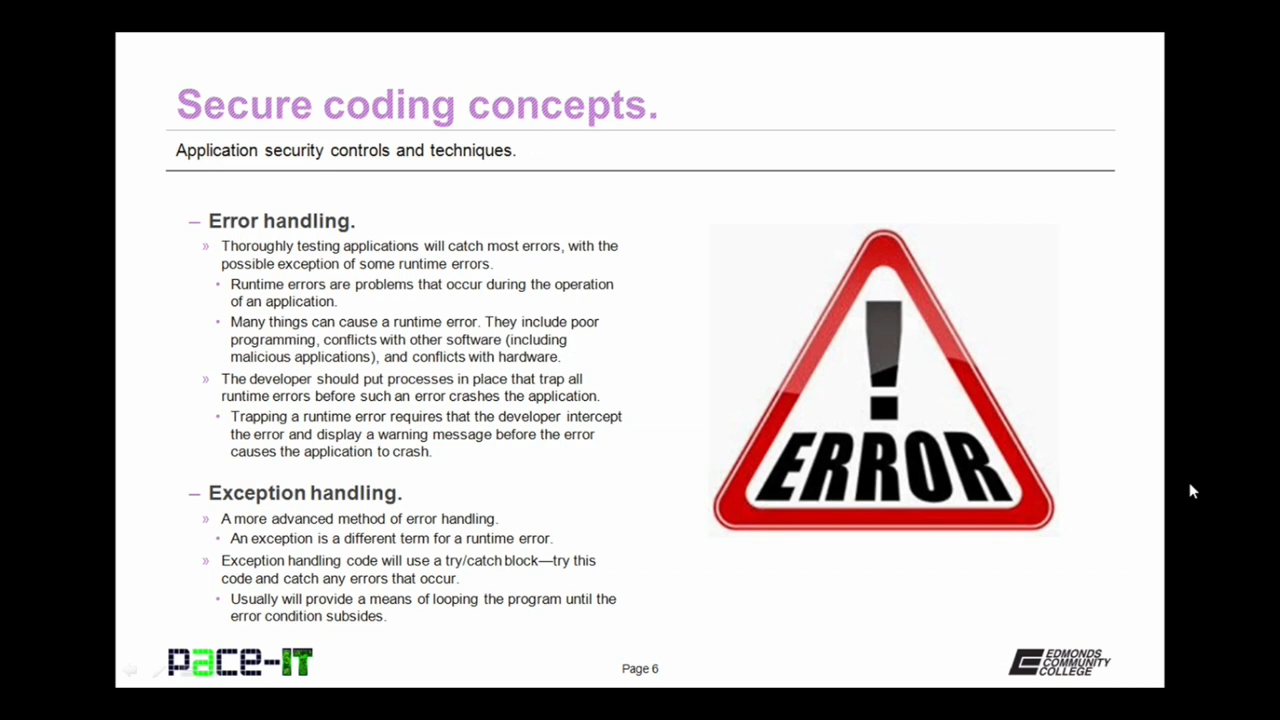 Secure coding concepts.
Application security controls and techniques.
– Error handling.
» Thoroughly testing applications will catch most errors, with the
possible exception of some runtime errors.
• Runtime errors are problems that occur during the operation
of an application.
• Many things can cause a runtime error. They include poor
programming, conflicts with other software (including
malicious applications), and conflicts with hardware.
» The developer should put processes in place that trap all
runtime errors before such an error crashes the application.
• Trapping a runtime error requires that the developer intercept
the error and display a warning message before the error
causes the application to crash.
– Exception handling.
» A more advanced method of error handling.
• An exception is a different term for a runtime error.
» Exception handling code will use a try/catch block—try this
code and catch any errors that occur.
• Usually will provide a means of looping the program until the
error condition subsides.
!
ERROR
pace-IT
Page 6
EDMONDS
COMMUNITY
COLLEGE